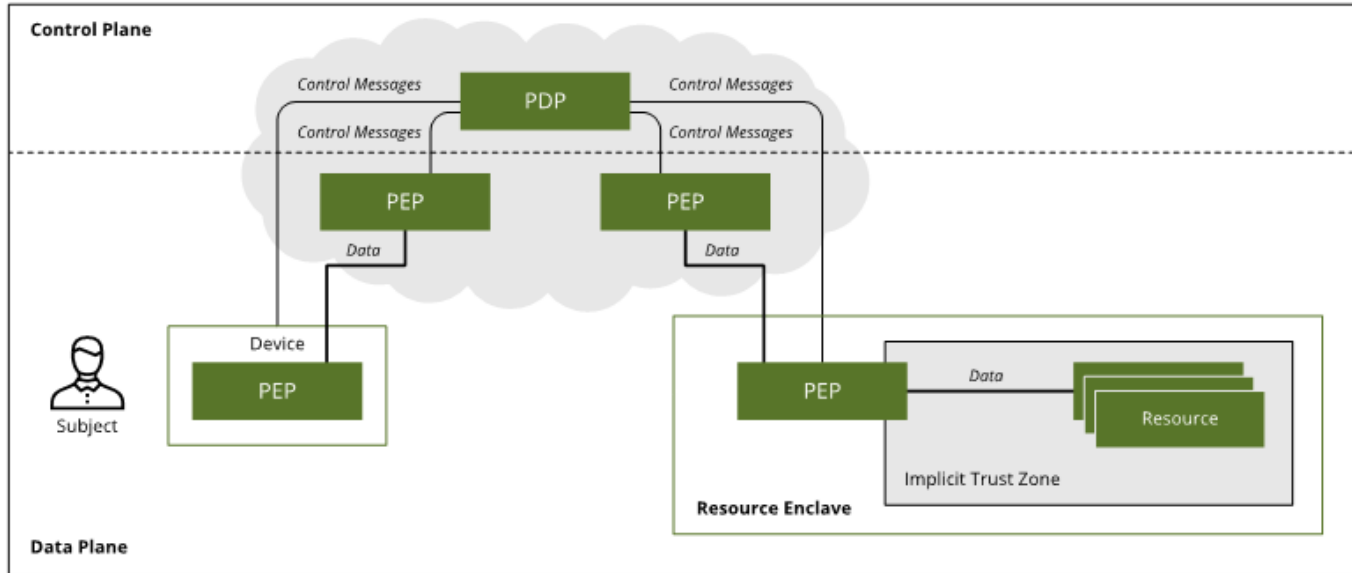 Control Plane
Control Messages
PDP
Control Messages
Control Messages
Control Messages
PEP
PEP
Data
Data
Device
PEP
Subject
PEP
Data
Resource
Implicit Trust Zone
Resource Enclave
Data Plane